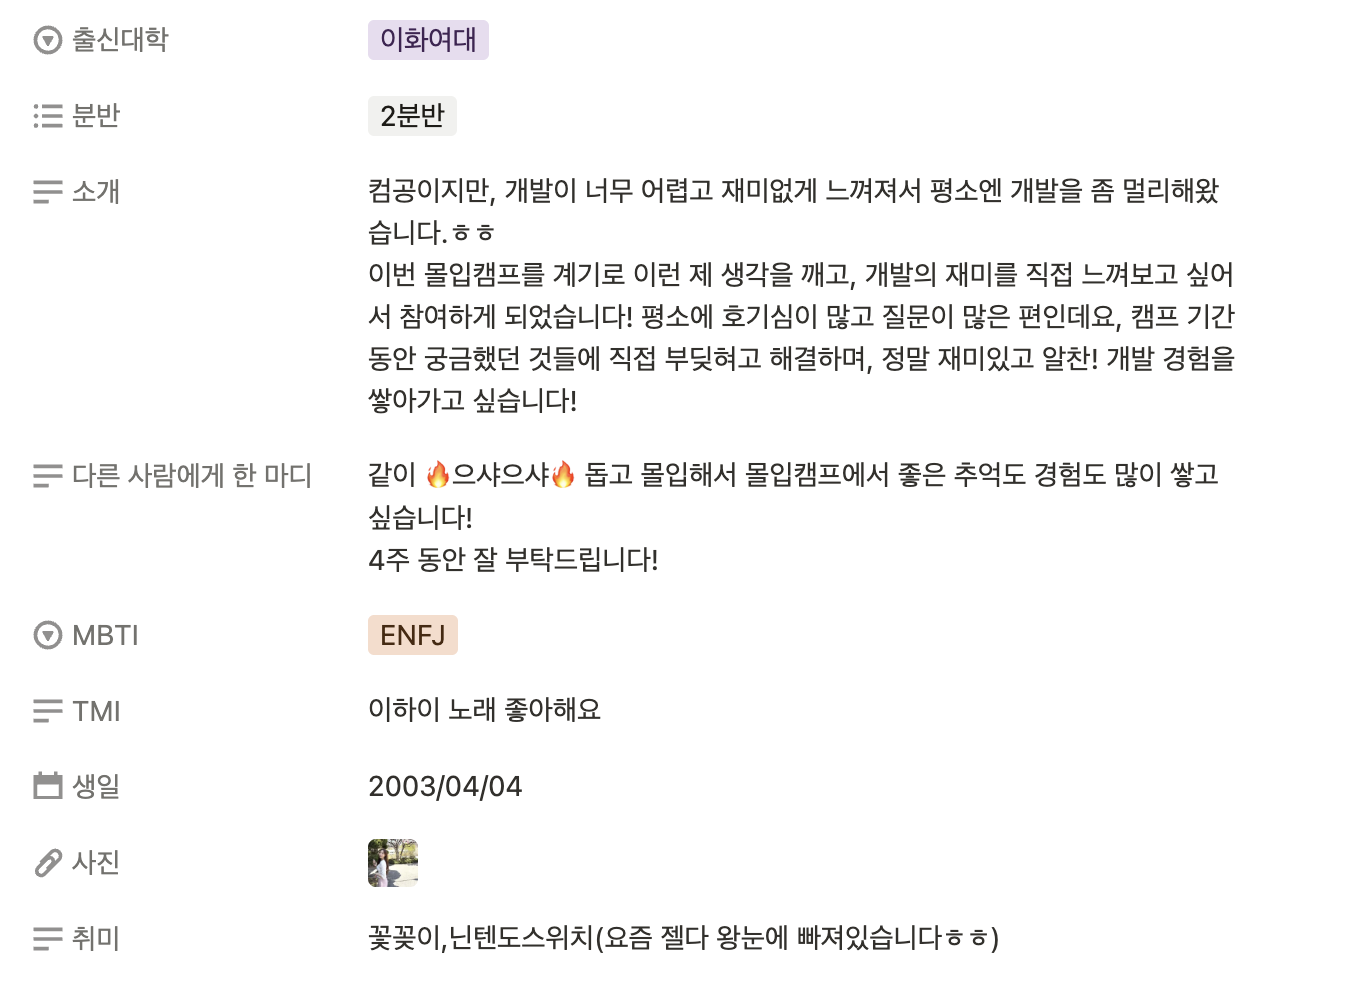 출신대학
이화여대
분반
2분반
소개
컴공이지만, 개발이 너무 어렵고 재미없게 느껴져서 평소엔 개발을 좀 멀리해왔
습니다.ㅎㅎ
이번 몰입캠프를 계기로 이런 제 생각을 깨고, 개발의 재미를 직접 느껴보고 싶어
서 참여하게 되었습니다! 평소에 호기심이 많고 질문이 많은 편인데요, 캠프 기간
동안 궁금했던 것들에 직접 부딪혀고 해결하며, 정말 재미있고 알찬! 개발 경험을
쌓아가고 싶습니다!
다른 사람에게 한 마디
같이 🔥으샤으샤🔥 돕고 몰입해서 몰입캠프에서 좋은 추억도 경험도 많이 쌓고
싶습니다!
4주 동안 잘 부탁드립니다!
MBTI
ENFJ
TMI
이하이 노래 좋아해요
생일
2003/04/04
사진
취미
꽃꽂이,닌텐도스위치(요즘 젤다 왕눈에 빠져있습니다ㅎㅎ)